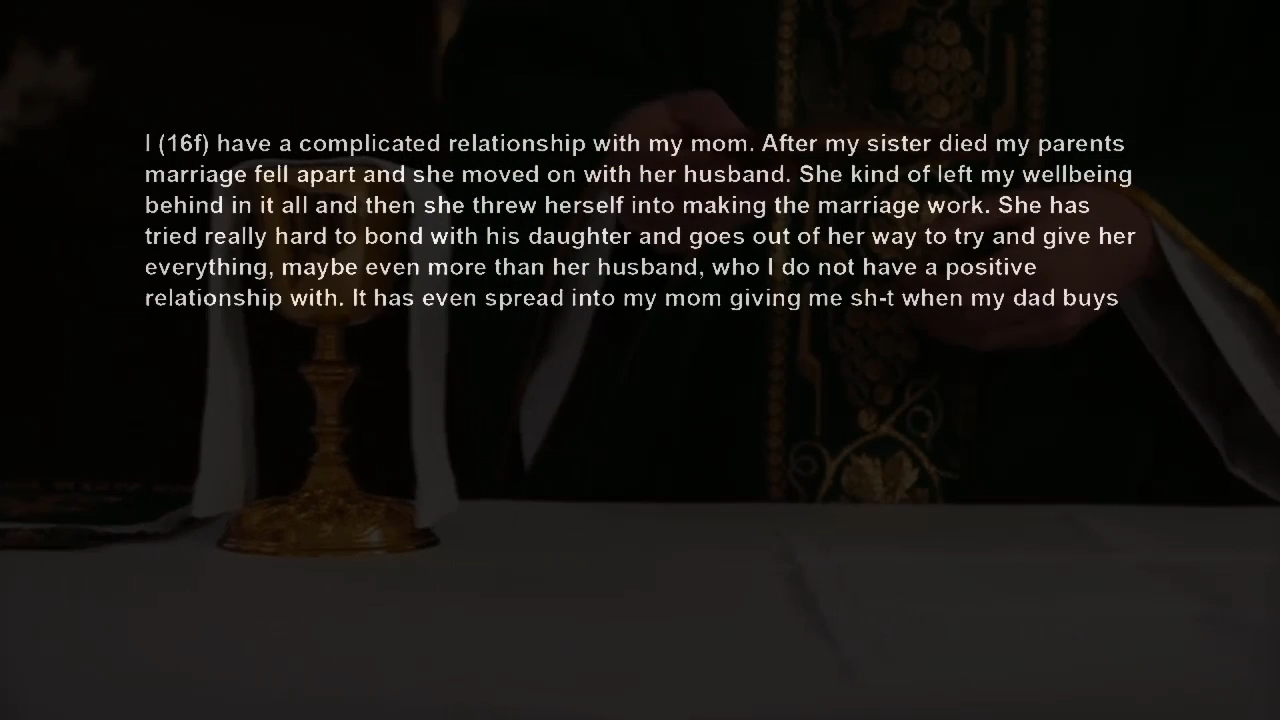 I (16f) have a complicated relationship with my mom. After my sister died my parents
marriage fell apart and she moved on with her husband. She kind of left my wellbeing
behind in it all and then she threw herself into making the marriage work. She has
tried really hard to bond with his daughter and goes out of her way to try and give her
everything, maybe even more than her husband, who I do not have a positive
relationship with. It has even spread into my mom giving me sh-t when my dad buys